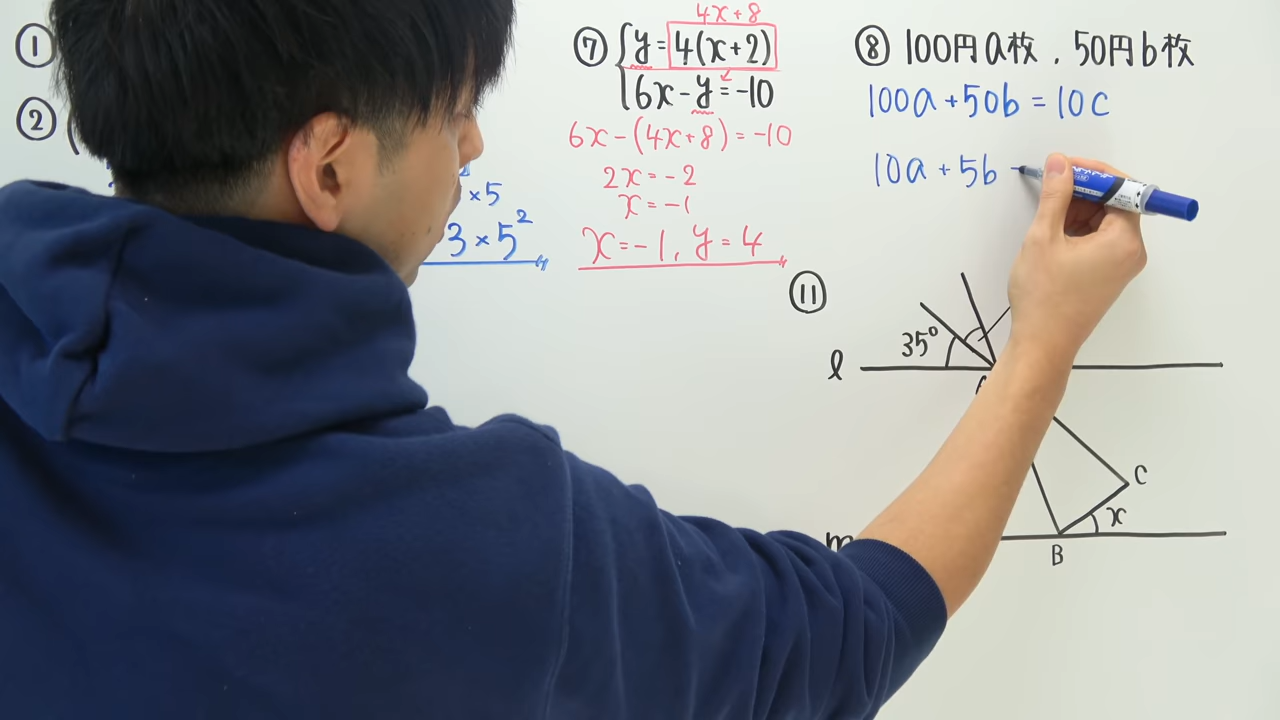 ①
② (
×5
3×5²
⑦ { y = 4(x+2)
4x+8
6x-y=-10
6x-(4x+8)=-10
2x=-2
x=-1
x=-1, y=4
⑧ 100円a枚, 50円b枚
100a+50b=10c
10a+5b
⑪
35°
l
C
x
m
B